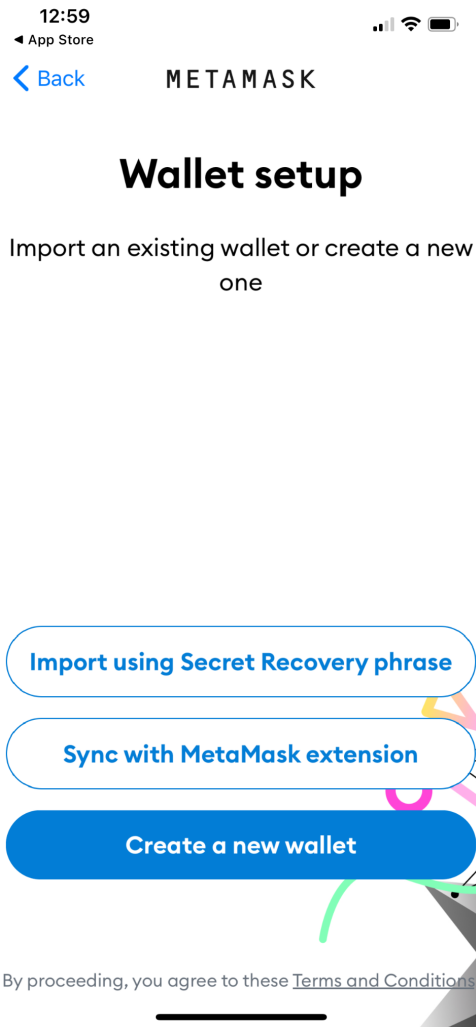 12:59
◀ App Store
Back
METAMASK
Wallet setup
Import an existing wallet or create a new
one
Import using Secret Recovery phrase
Sync with MetaMask extension
Create a new wallet
By proceeding, you agree to these Terms and Conditions